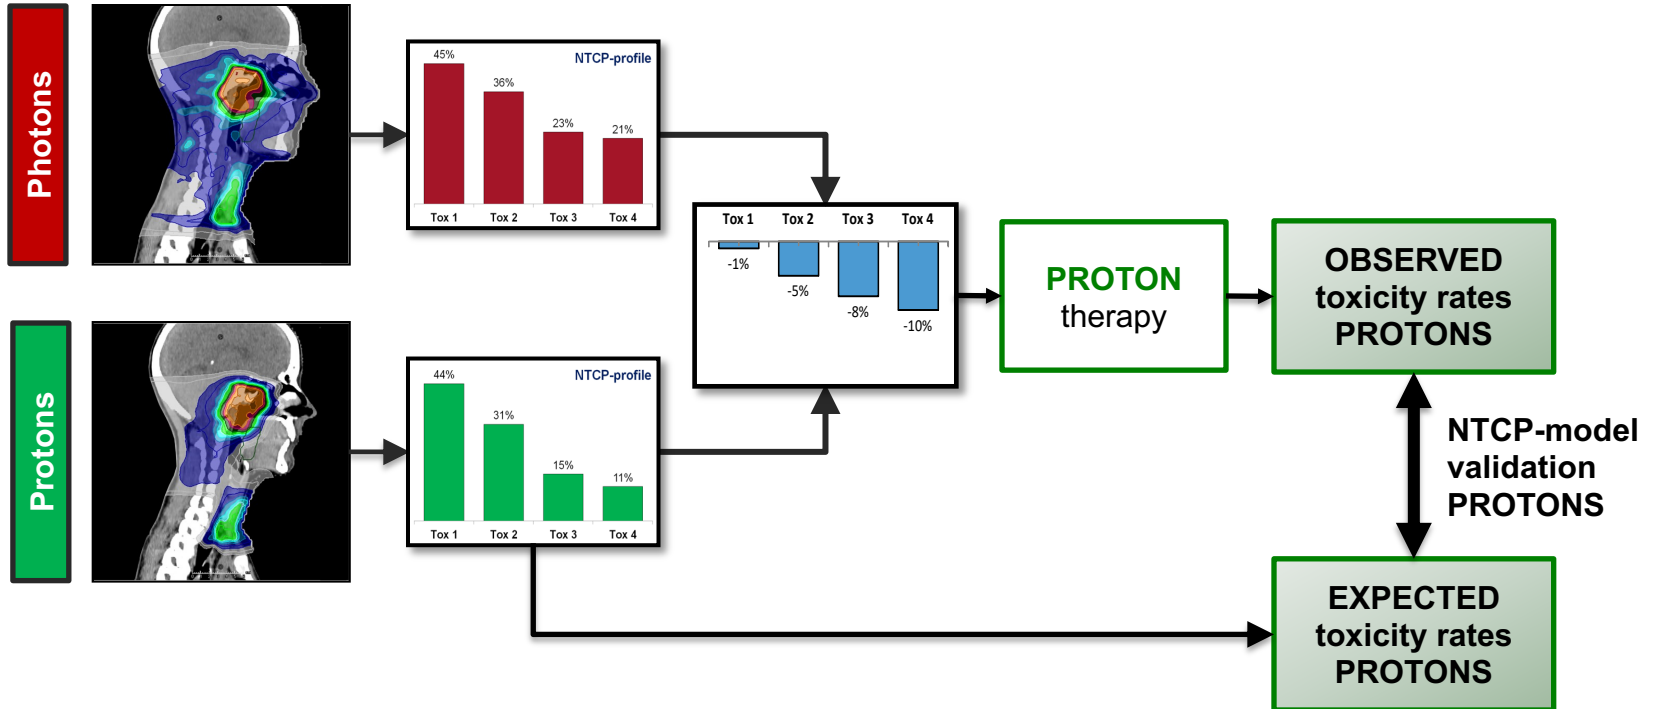 Photons
NTCP-profile
45%
36%
23%
21%
Tox 1 Tox 2 Tox 3 Tox 4
Protons
NTCP-profile
44%
31%
15%
11%
Tox 1 Tox 2 Tox 3 Tox 4
Tox 1 Tox 2 Tox 3 Tox 4
-1%
-5%
-8%
-10%
PROTON
therapy
OBSERVED
toxicity rates
PROTONS
NTCP-model
validation
PROTONS
EXPECTED
toxicity rates
PROTONS